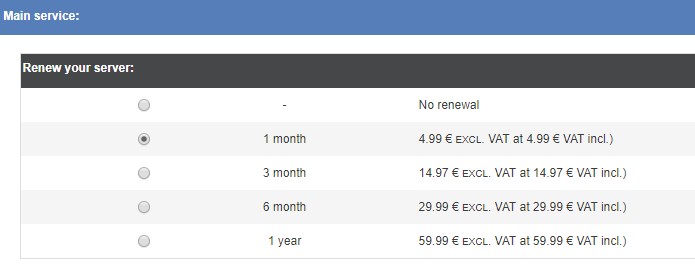 Main service:
Renew your server:
- No renewal
1 month 4.99 € EXCL. VAT at 4.99 € VAT incl.)
3 month 14.97 € EXCL. VAT at 14.97 € VAT incl.)
6 month 29.99 € EXCL. VAT at 29.99 € VAT incl.)
1 year 59.99 € EXCL. VAT at 59.99 € VAT incl.)